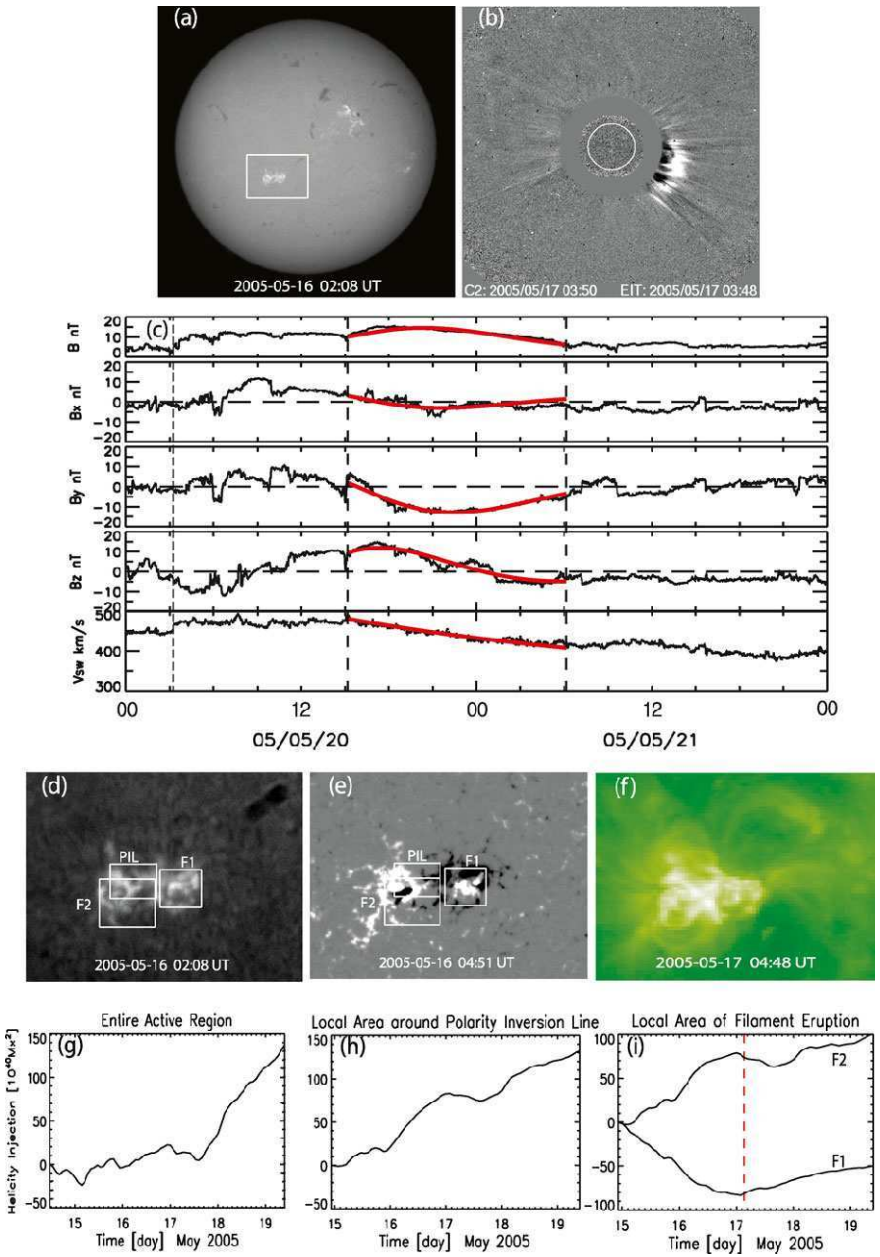 (a)
2005-05-16 02:08 UT
(b)
C2: 2005/05/17 03:50 EIT: 2005/05/17 03:48
(c)
B nT
20
10
0
Bx nT
20
10
0
-10
-20
By nT
20
10
0
-10
-20
Bz nT
20
10
0
-10
-20
Vsw km/s
500
400
300
00 12 00 12 00
05/05/20 05/05/21
(d)
PIL
F1
F2
2005-05-16 02:08 UT
(e)
PIL
F1
F2
2005-05-16 04:51 UT
(f)
2005-05-17 04:48 UT
Entire Active Region
(g)
Helicity Injection [10⁴⁰Mx²]
150
100
50
0
-50
15 16 17 18 19
Time [day] May 2005
Local Area around Polarity Inversion Line
(h)
150
100
50
0
-50
15 16 17 18 19
Time [day] May 2005
Local Area of Filament Eruption
(i)
F2
F1
100
50
0
-50
-100
15 16 17 18 19
Time [day] May 2005